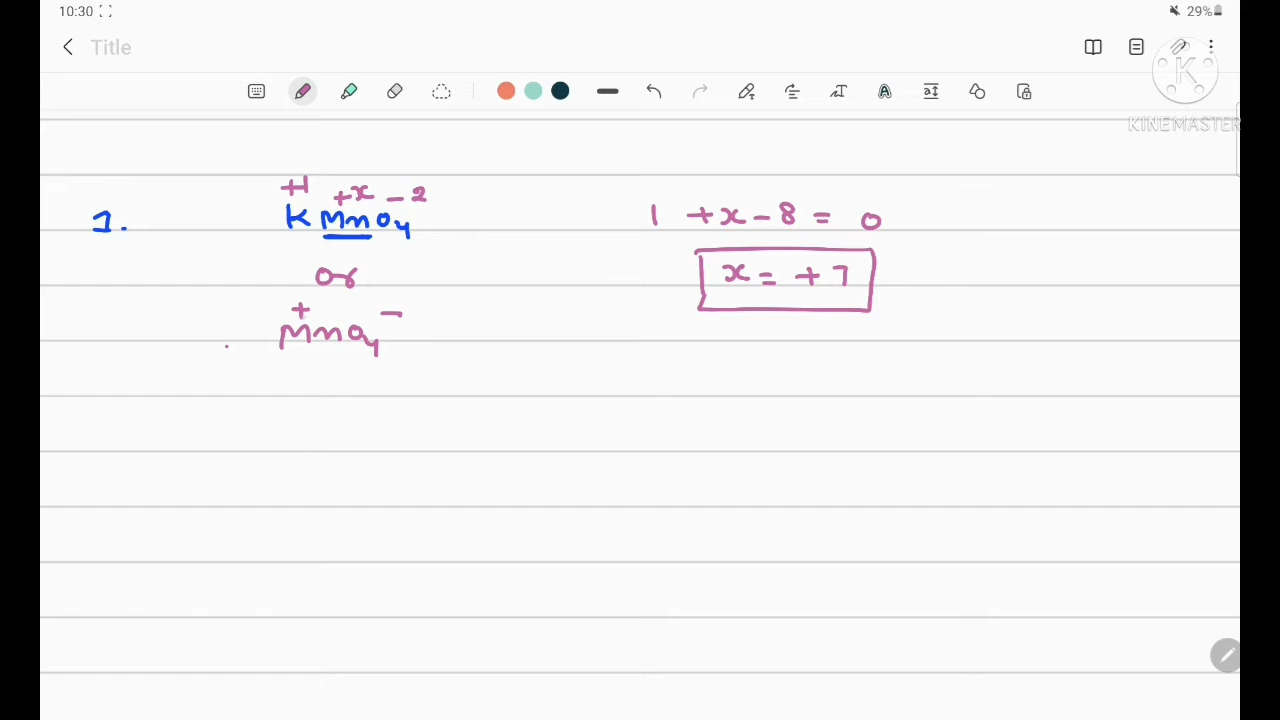 10:30
29%
Title
K
KINEMASTER
+1 +x -2
1. KMnO4
1 +x-8 = 0
or
x = +7
+ -
MnO4